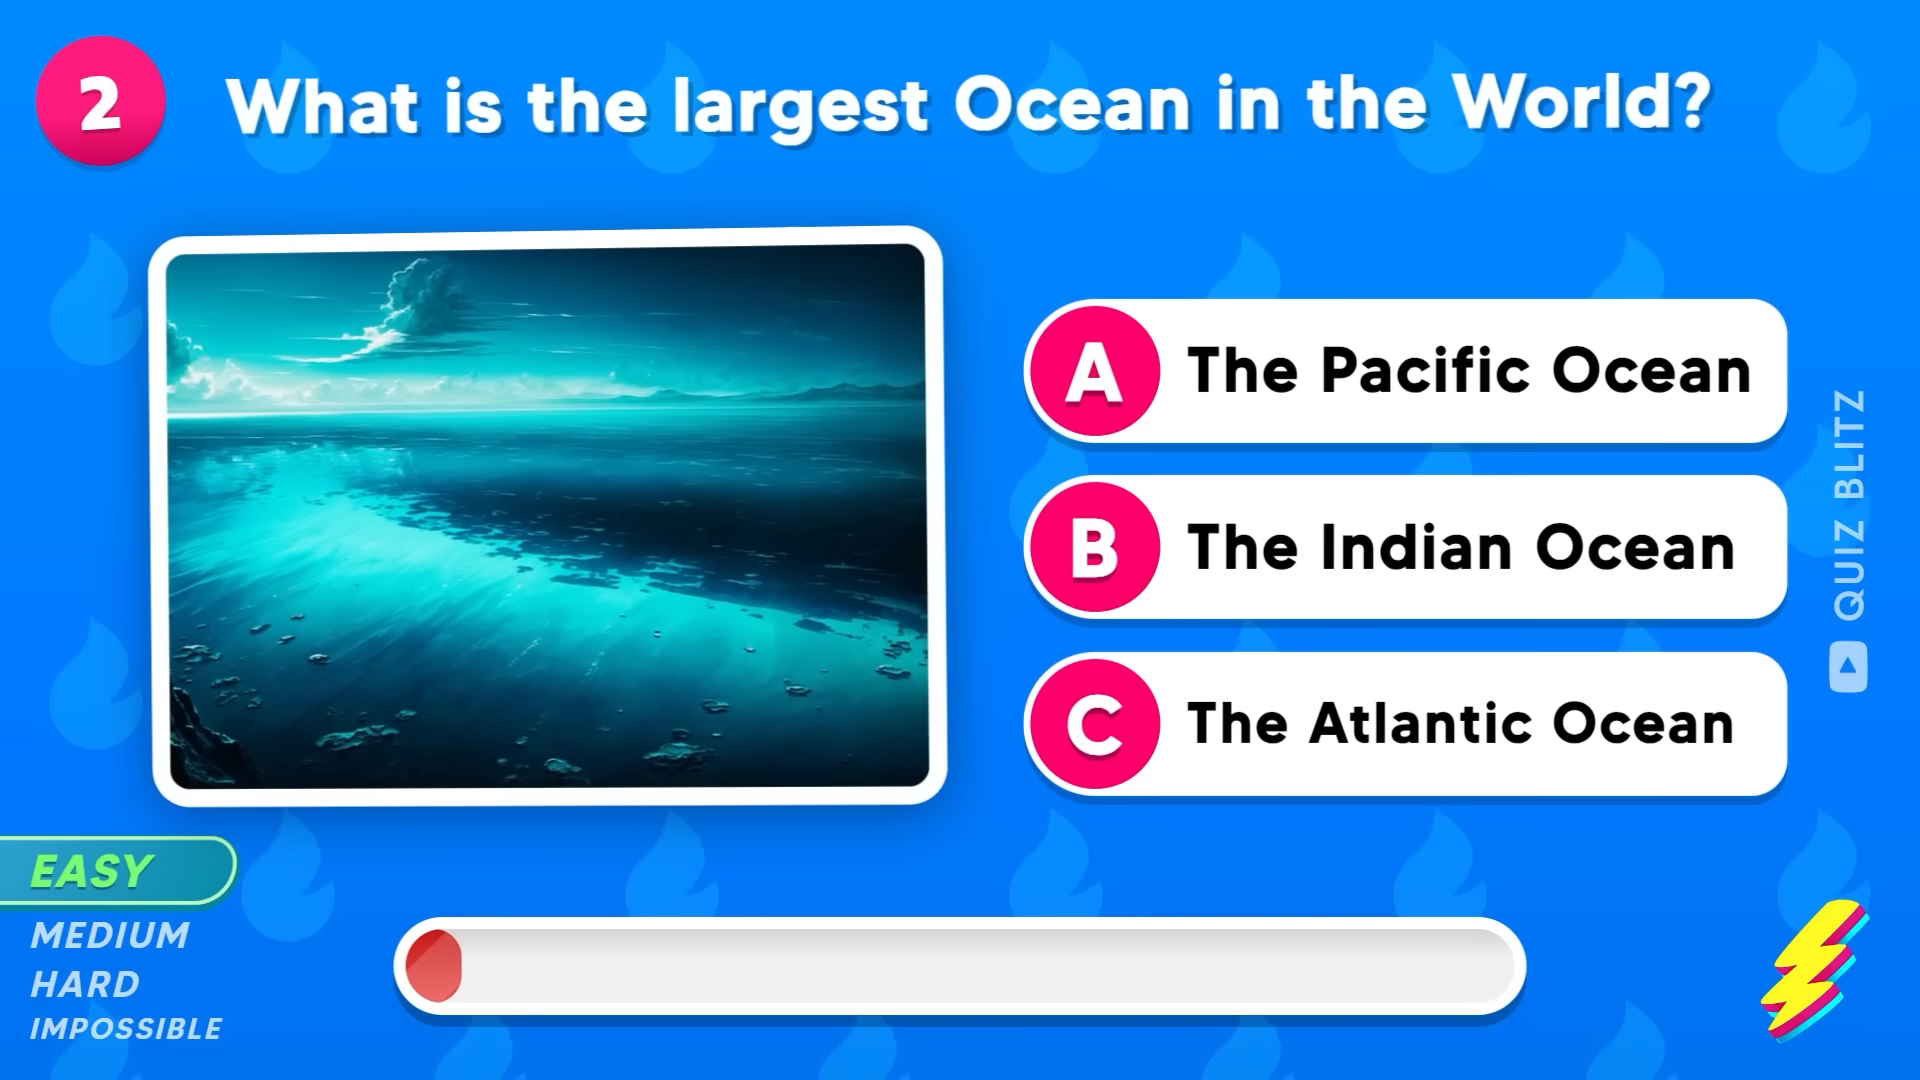 2
What is the largest Ocean in the World?
A The Pacific Ocean
B The Indian Ocean
C The Atlantic Ocean
QUIZ BLITZ
EASY
MEDIUM
HARD
IMPOSSIBLE